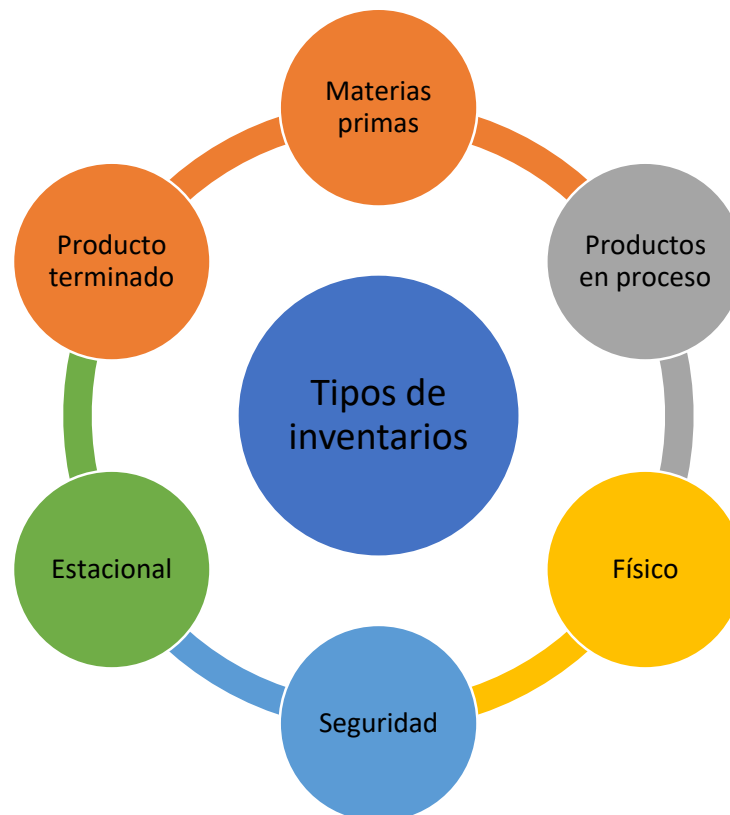 Materias
primas
Producto
terminado
Productos
en proceso
Tipos de
inventarios
Estacional
Físico
Seguridad